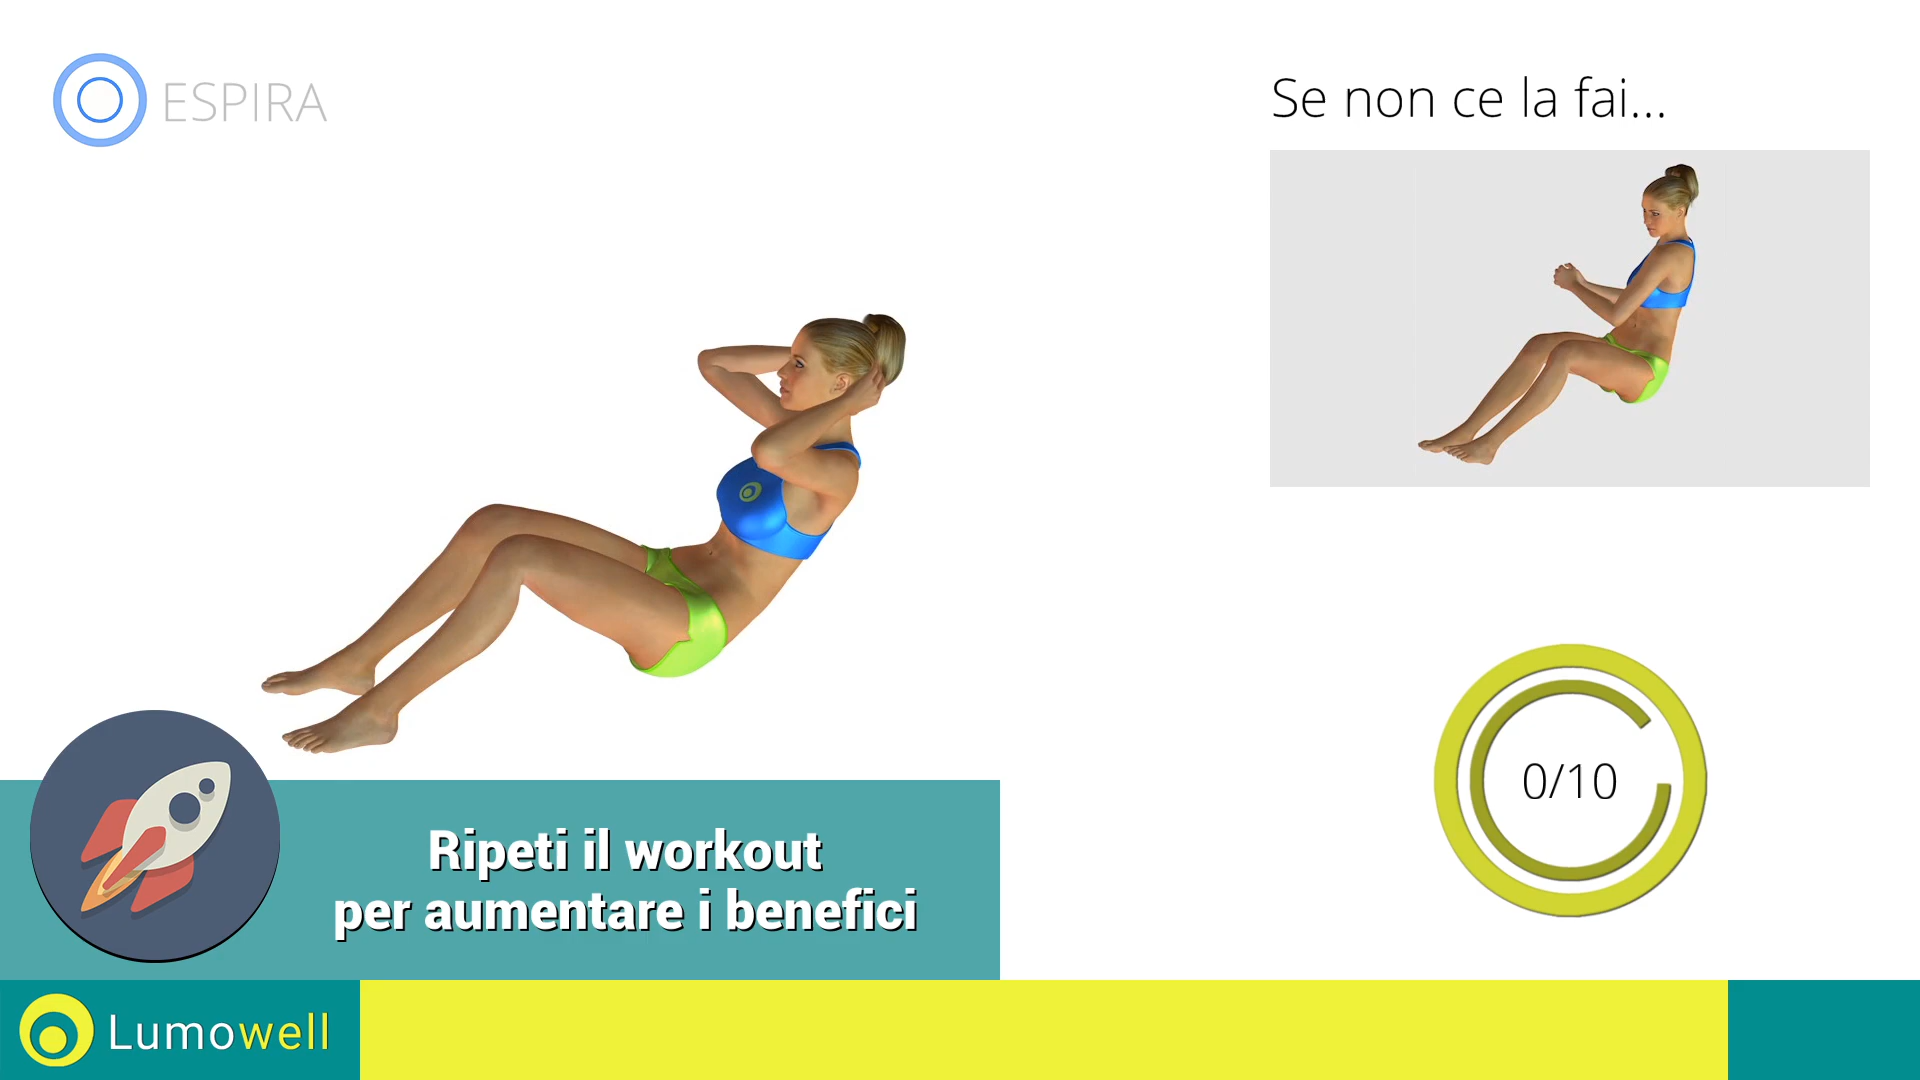 ESPIRA
Se non ce la fai...
0/10
Ripeti il workout
per aumentare i benefici
Lumowell